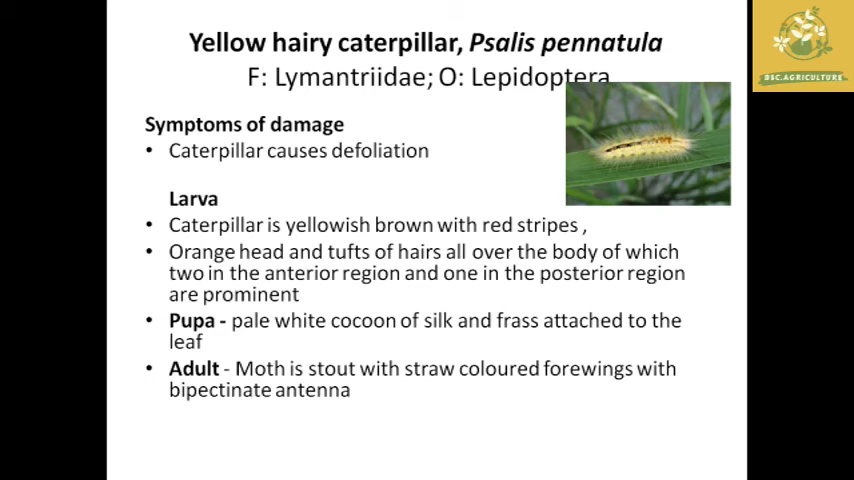 Yellow hairy caterpillar, Psalis pennatula
F: Lymantriidae; O: Lepidoptera
BSC.AGRICULTURE
Symptoms of damage
• Caterpillar causes defoliation
Larva
• Caterpillar is yellowish brown with red stripes ,
• Orange head and tufts of hairs all over the body of which
two in the anterior region and one in the posterior region
are prominent
• Pupa - pale white cocoon of silk and frass attached to the
leaf
• Adult - Moth is stout with straw coloured forewings with
bipectinate antenna